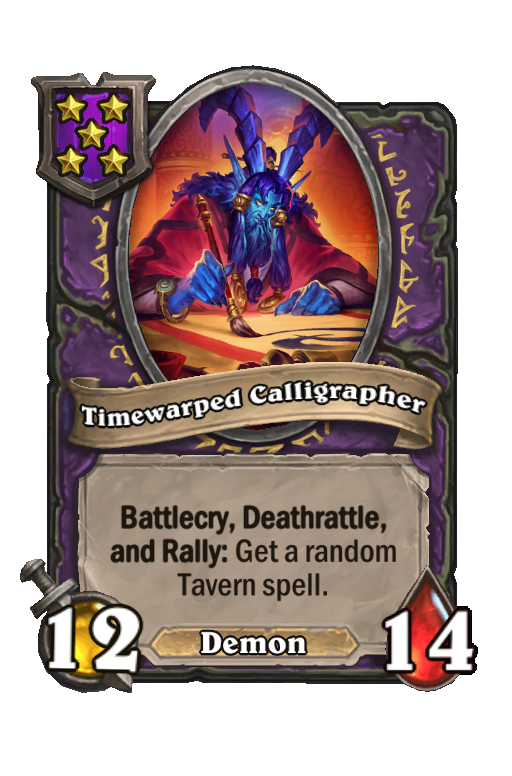 Timewarped Calligrapher
Battlecry, Deathrattle,
and Rally: Get a random
Tavern spell.
12
Demon
14